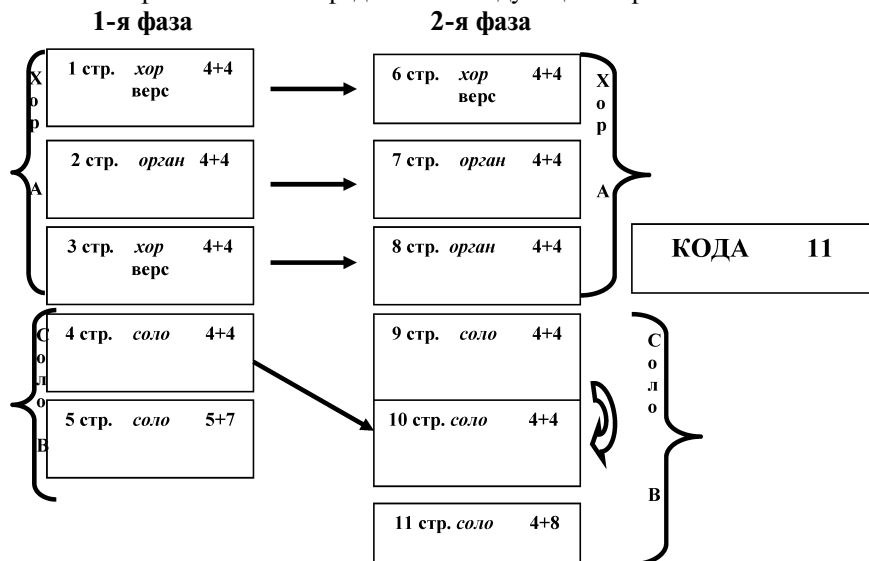 1-я фаза
2-я фаза
1 стр. хор 4+4
верс
2 стр. орган 4+4
3 стр. хор 4+4
верс
4 стр. соло 4+4
5 стр. соло 5+7
Хор А
Соло В
6 стр. хор 4+4
верс
7 стр. орган 4+4
8 стр. орган 4+4
9 стр. соло 4+4
10 стр. соло 4+4
11 стр. соло 4+8
Хор А
Соло В
КОДА 11